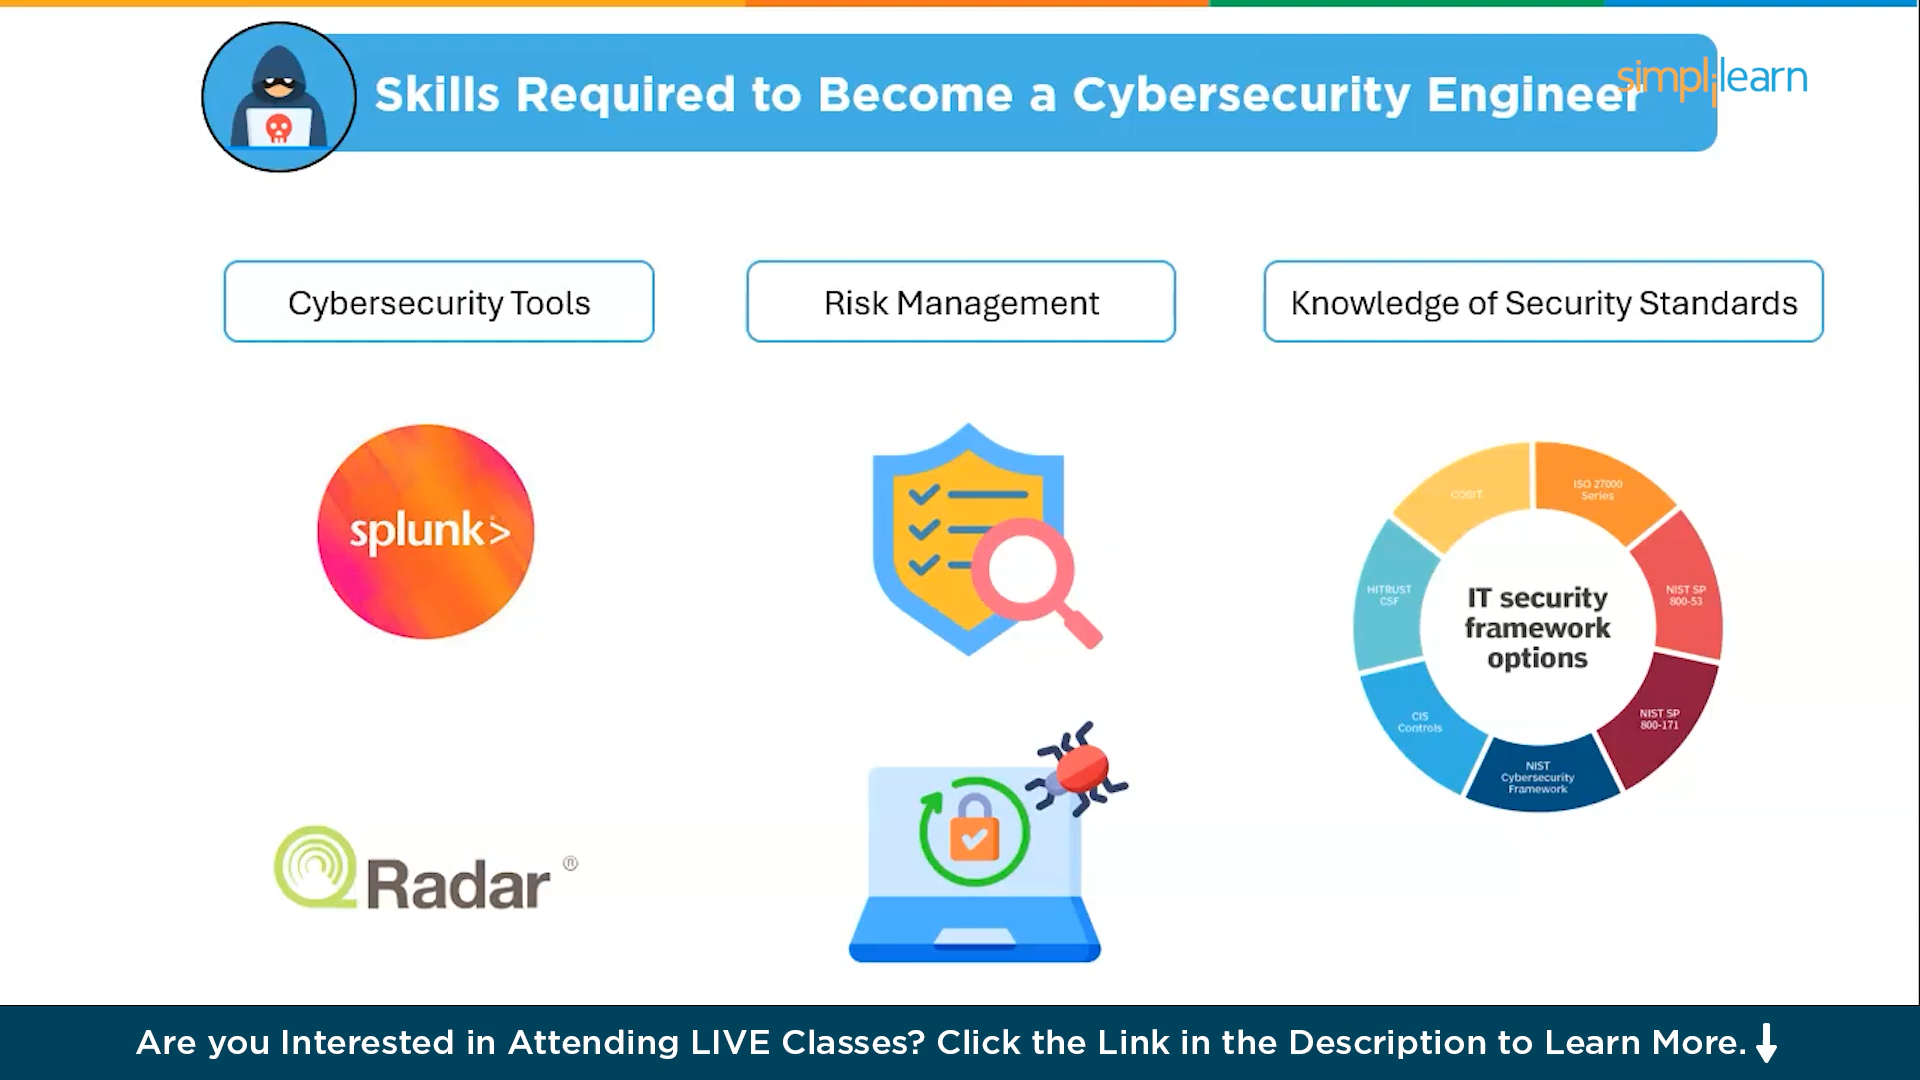 Skills Required to Become a Cybersecurity Engineer
simplilearn
Cybersecurity Tools
Risk Management
Knowledge of Security Standards
splunk>
QRadar ®
IT security
framework
options
COBIT
ISO 27000
Series
NIST SP
800-53
NIST SP
800-171
NIST
Cybersecurity
Framework
CIS
Controls
HITRUST
CSF
Are you Interested in Attending LIVE Classes? Click the Link in the Description to Learn More.